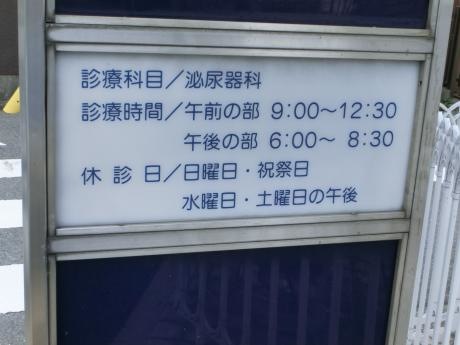 診療科目／泌尿器科
診療時間／午前の部 9:00〜12:30
午後の部 6:00〜 8:30
休 診 日／日曜日・祝祭日
水曜日・土曜日の午後